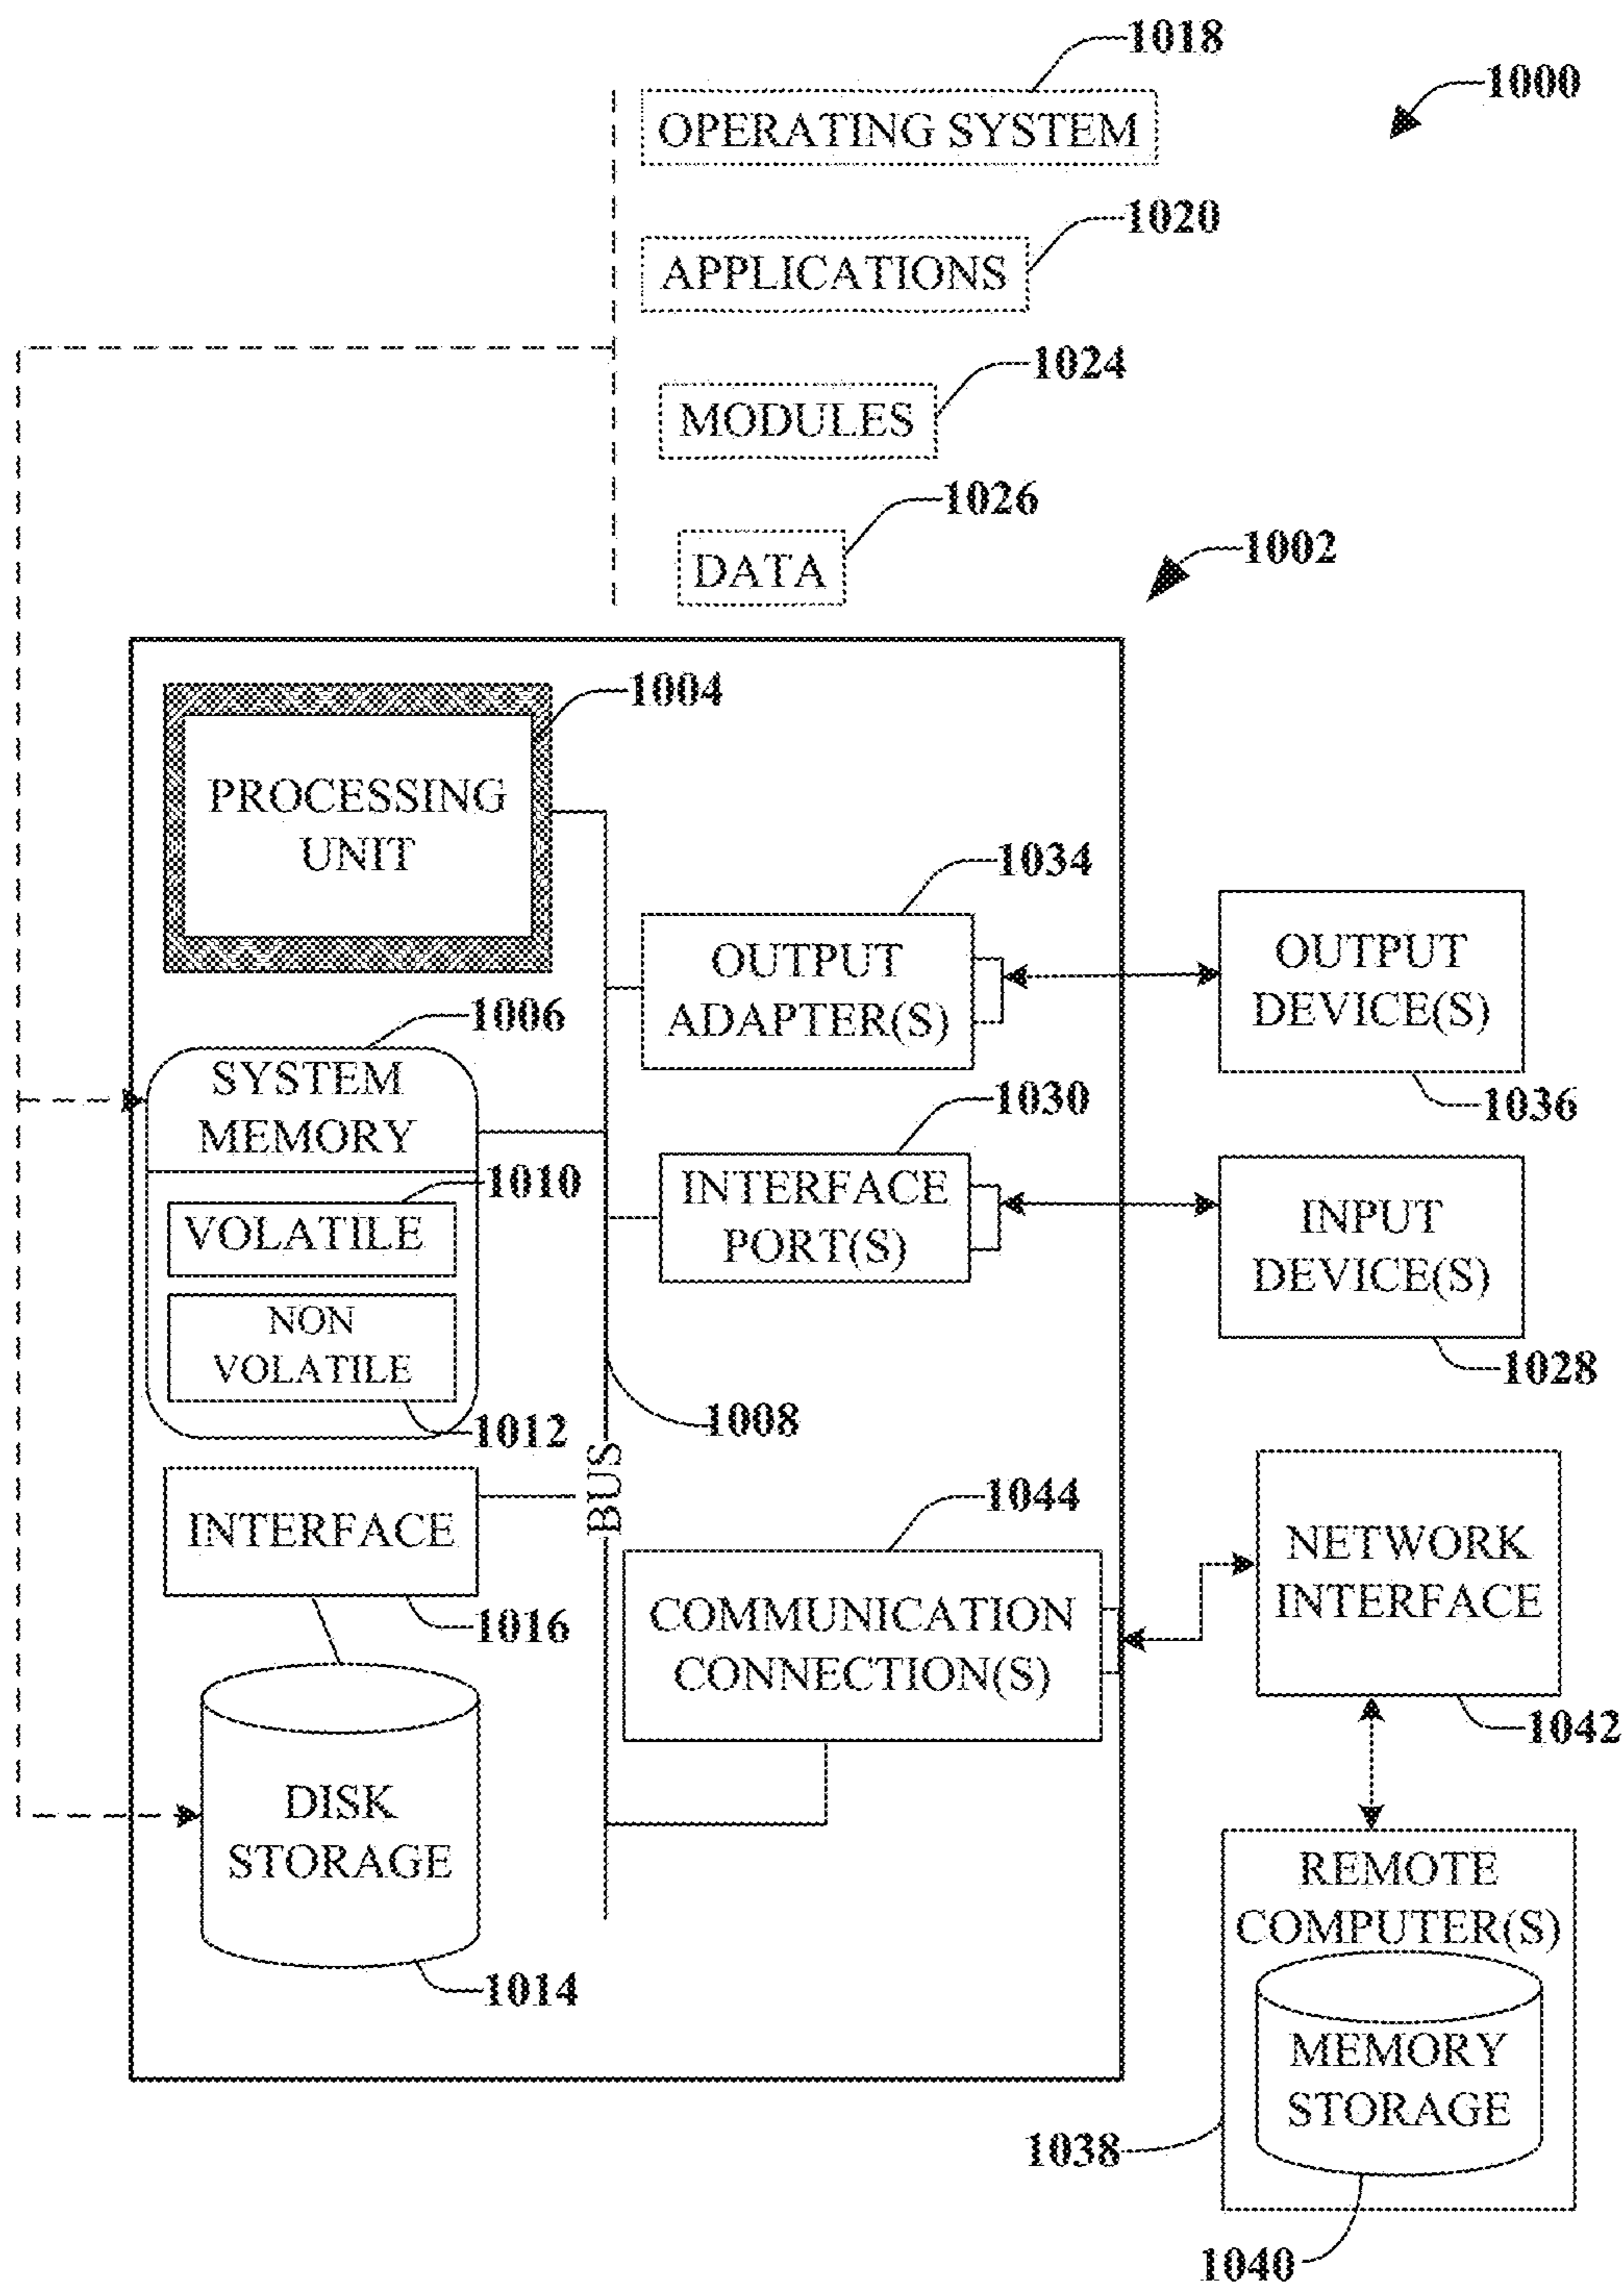 1018
1000
OPERATING SYSTEM
1020
APPLICATIONS
1024
MODULES
1026
DATA
1002
1004
PROCESSING
UNIT
1034
OUTPUT
ADAPTER(S)
OUTPUT
DEVICE(S)
1036
1006
SYSTEM
MEMORY
1010
VOLATILE
NON
VOLATILE
1012
1030
INTERFACE
PORT(S)
INPUT
DEVICE(S)
1028
1008
BUS
INTERFACE
1016
1044
COMMUNICATION
CONNECTION(S)
NETWORK
INTERFACE
1042
DISK
STORAGE
1014
REMOTE
COMPUTER(S)
MEMORY
STORAGE
1038
1040